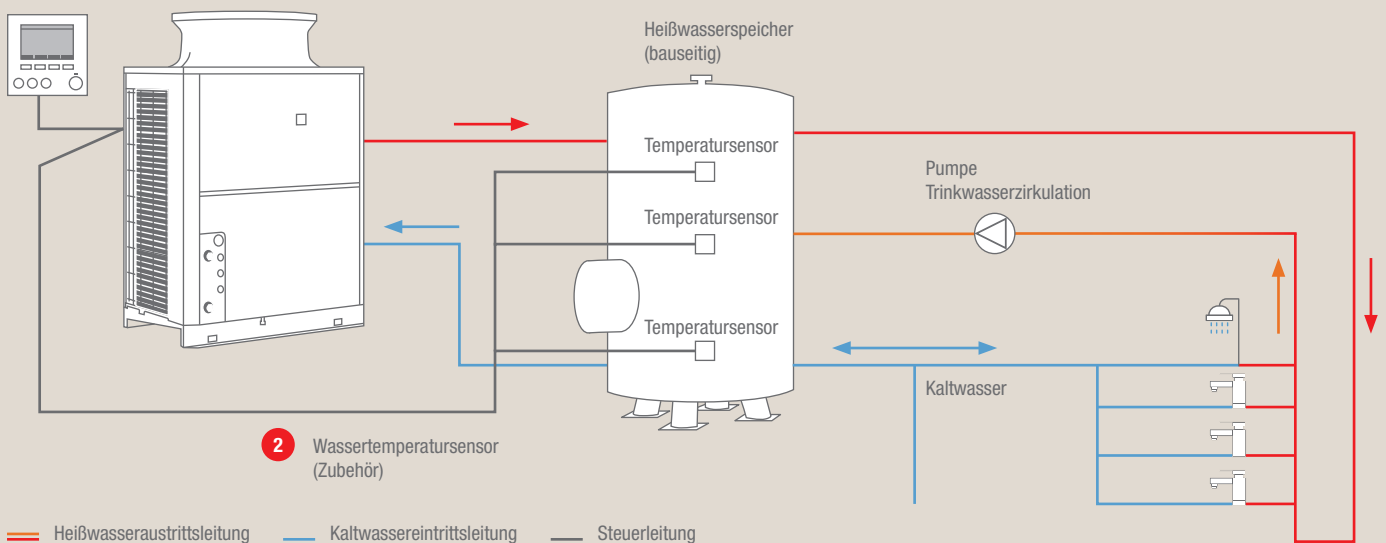 Heißwasserspeicher
(bauseitig)
Temperatursensor
Pumpe
Trinkwasserzirkulation
Temperatursensor
Temperatursensor
Kaltwasser
2 Wassertemperatursensor
(Zubehör)
Heißwasseraustrittsleitung Kaltwassereintrittsleitung Steuerleitung